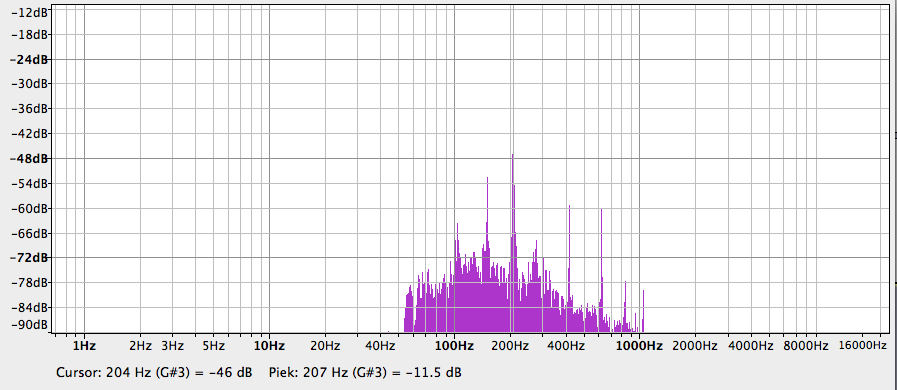 -12dB
-18dB
-24dB
-30dB
-36dB
-42dB
-48dB
-54dB
-60dB
-66dB
-72dB
-78dB
-84dB
-90dB
1Hz 2Hz 3Hz 5Hz 10Hz 20Hz 40Hz 100Hz 200Hz 400Hz 1000Hz 2000Hz 4000Hz 8000Hz 16000Hz
Cursor: 204 Hz (G#3) = -46 dB Piek: 207 Hz (G#3) = -11.5 dB